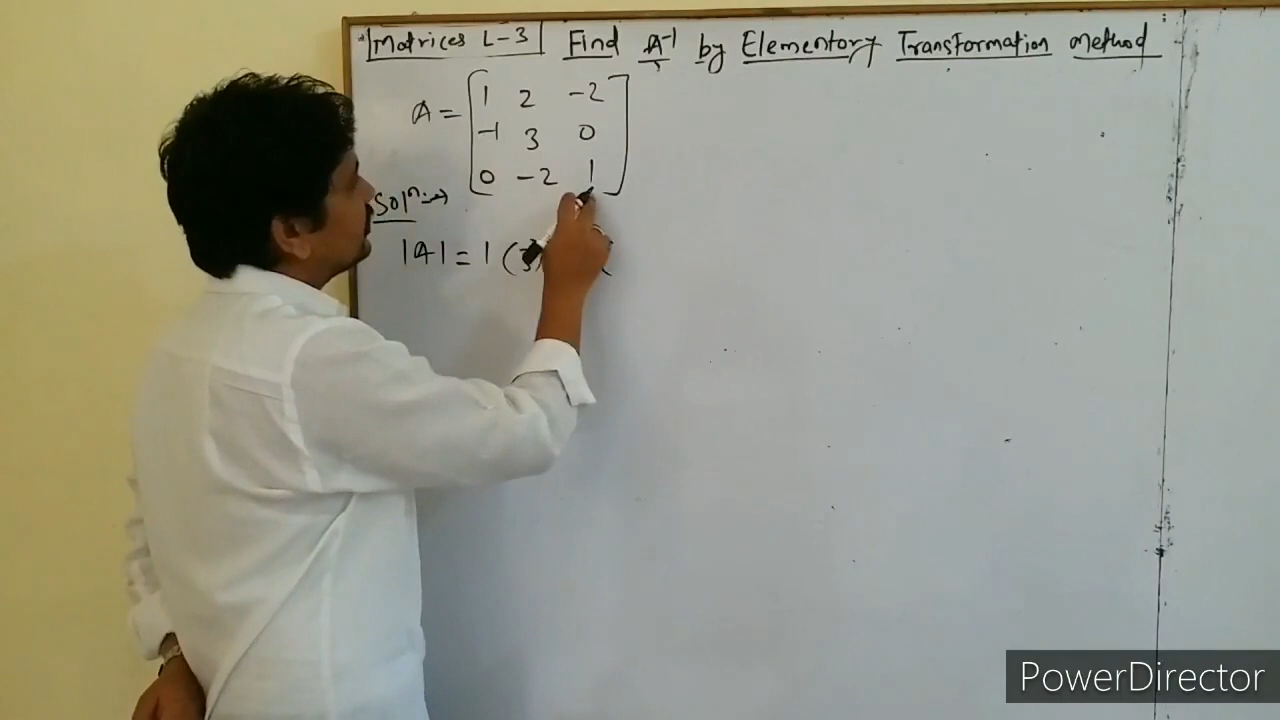 Matrices L-3 Find A⁻¹ by Elementory Transformation method
A = [ 1 2 -2
-1 3 0
0 -2 1 ]
Solⁿ:→
|A| = 1 (3) (
PowerDirector